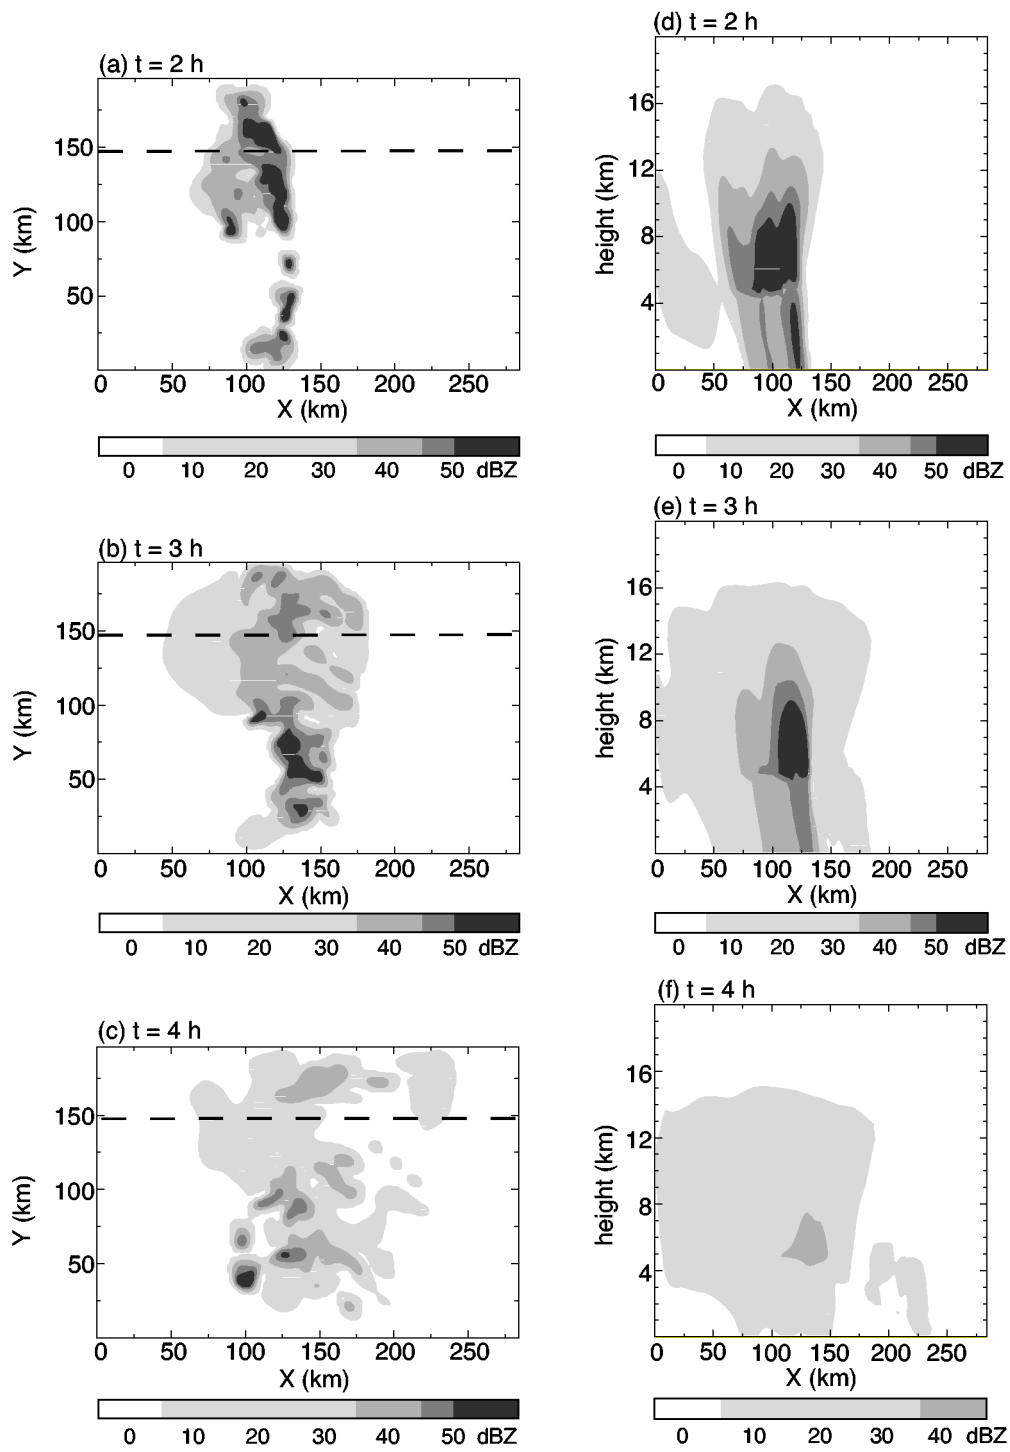 (a) t = 2 h
150
100
50
Y (km)
0 50 100 150 200 250
X (km)
0 10 20 30 40 50 dBZ
(d) t = 2 h
16
12
8
4
height (km)
0 50 100 150 200 250
X (km)
0 10 20 30 40 50 dBZ
(b) t = 3 h
150
100
50
Y (km)
0 50 100 150 200 250
X (km)
0 10 20 30 40 50 dBZ
(e) t = 3 h
16
12
8
4
height (km)
0 50 100 150 200 250
X (km)
0 10 20 30 40 50 dBZ
(c) t = 4 h
150
100
50
Y (km)
0 50 100 150 200 250
X (km)
0 10 20 30 40 50 dBZ
(f) t = 4 h
16
12
8
4
height (km)
0 50 100 150 200 250
X (km)
0 10 20 30 40 dBZ